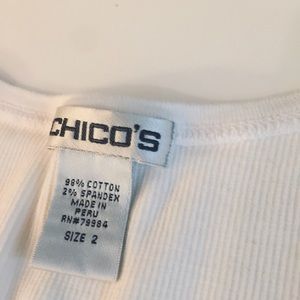 CHICO'S
98% COTTON
2% SPANDEX
MADE IN
PERU
RN#79984
SIZE 2